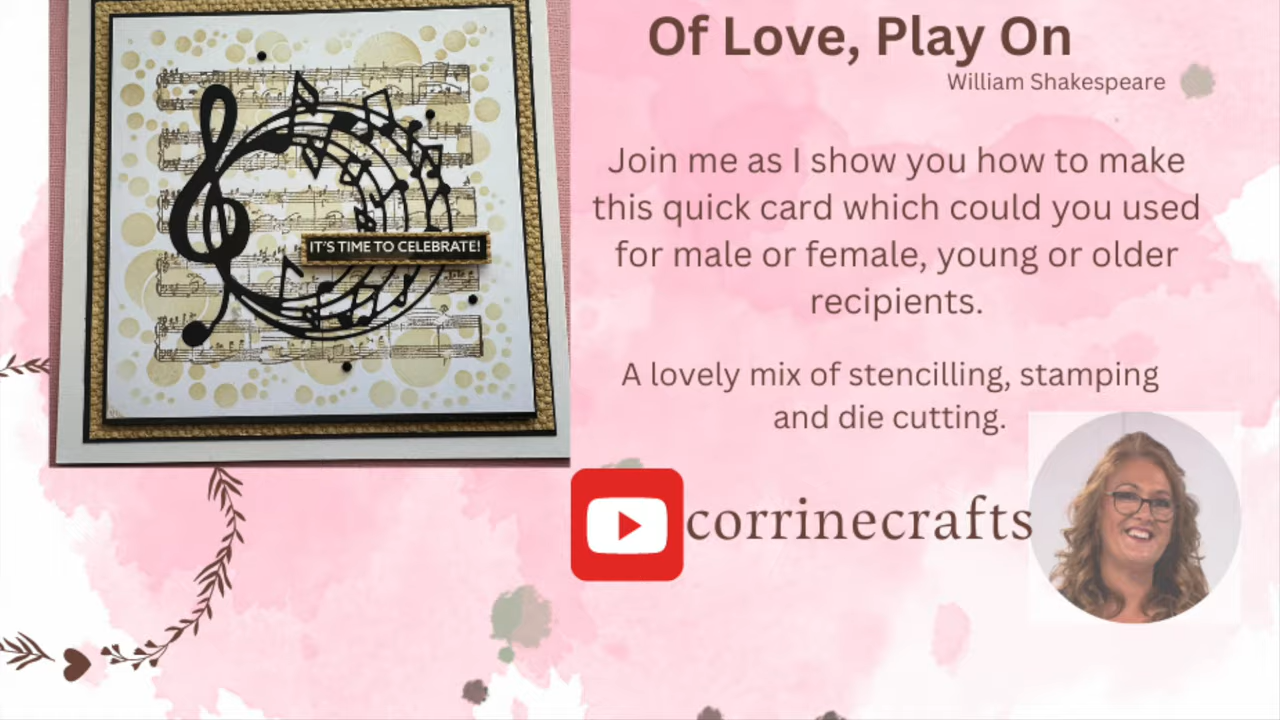 Of Love, Play On
William Shakespeare
IT'S TIME TO CELEBRATE!
Join me as I show you how to make
this quick card which could you used
for male or female, young or older
recipients.
A lovely mix of stencilling, stamping
and die cutting.
corrinecrafts